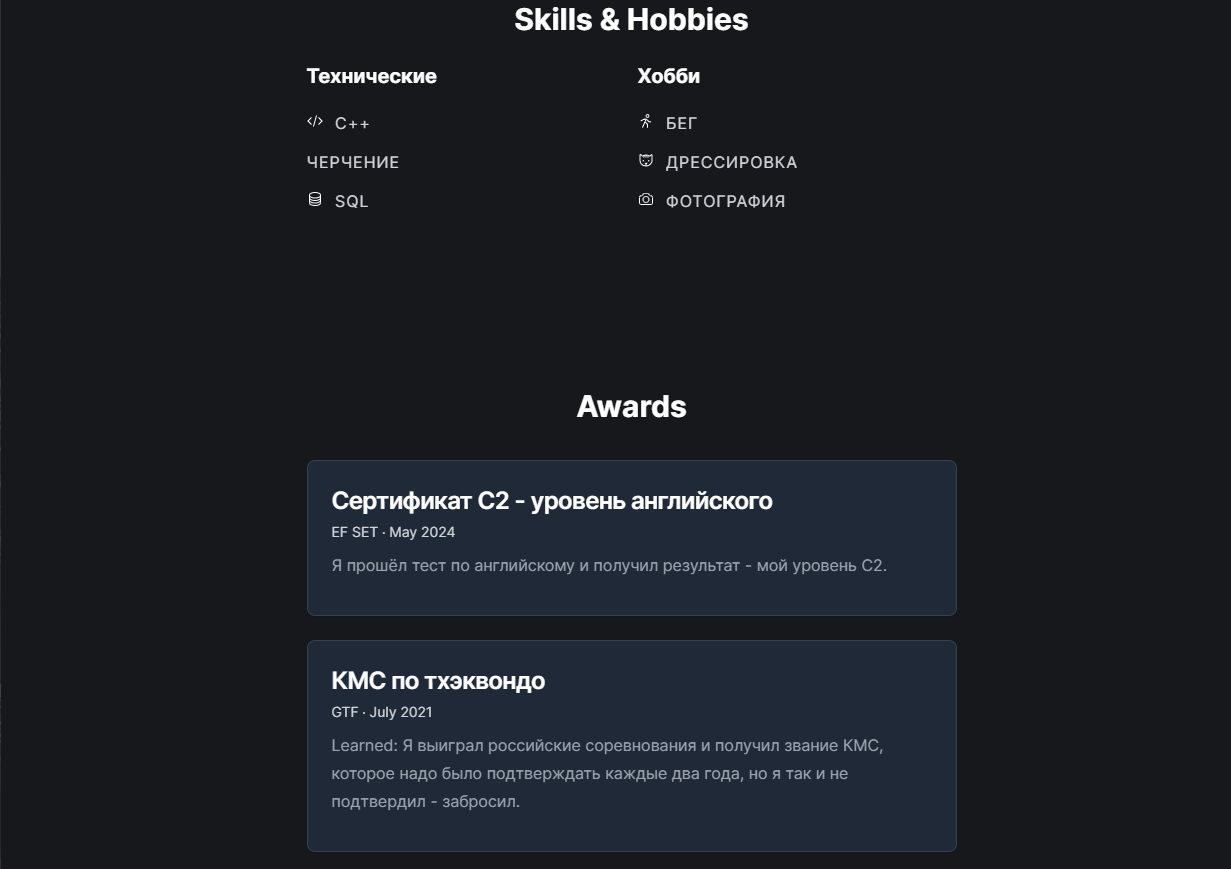 Skills & Hobbies
Технические
C++
ЧЕРЧЕНИЕ
SQL
Хобби
БЕГ
ДРЕССИРОВКА
ФОТОГРАФИЯ
Awards
Сертификат C2 - уровень английского
EF SET · May 2024
Я прошёл тест по английскому и получил результат - мой уровень C2.
КМС по тхэквондо
GTF · July 2021
Learned: Я выиграл российские соревнования и получил звание КМС,
которое надо было подтверждать каждые два года, но я так и не
подтвердил - забросил.